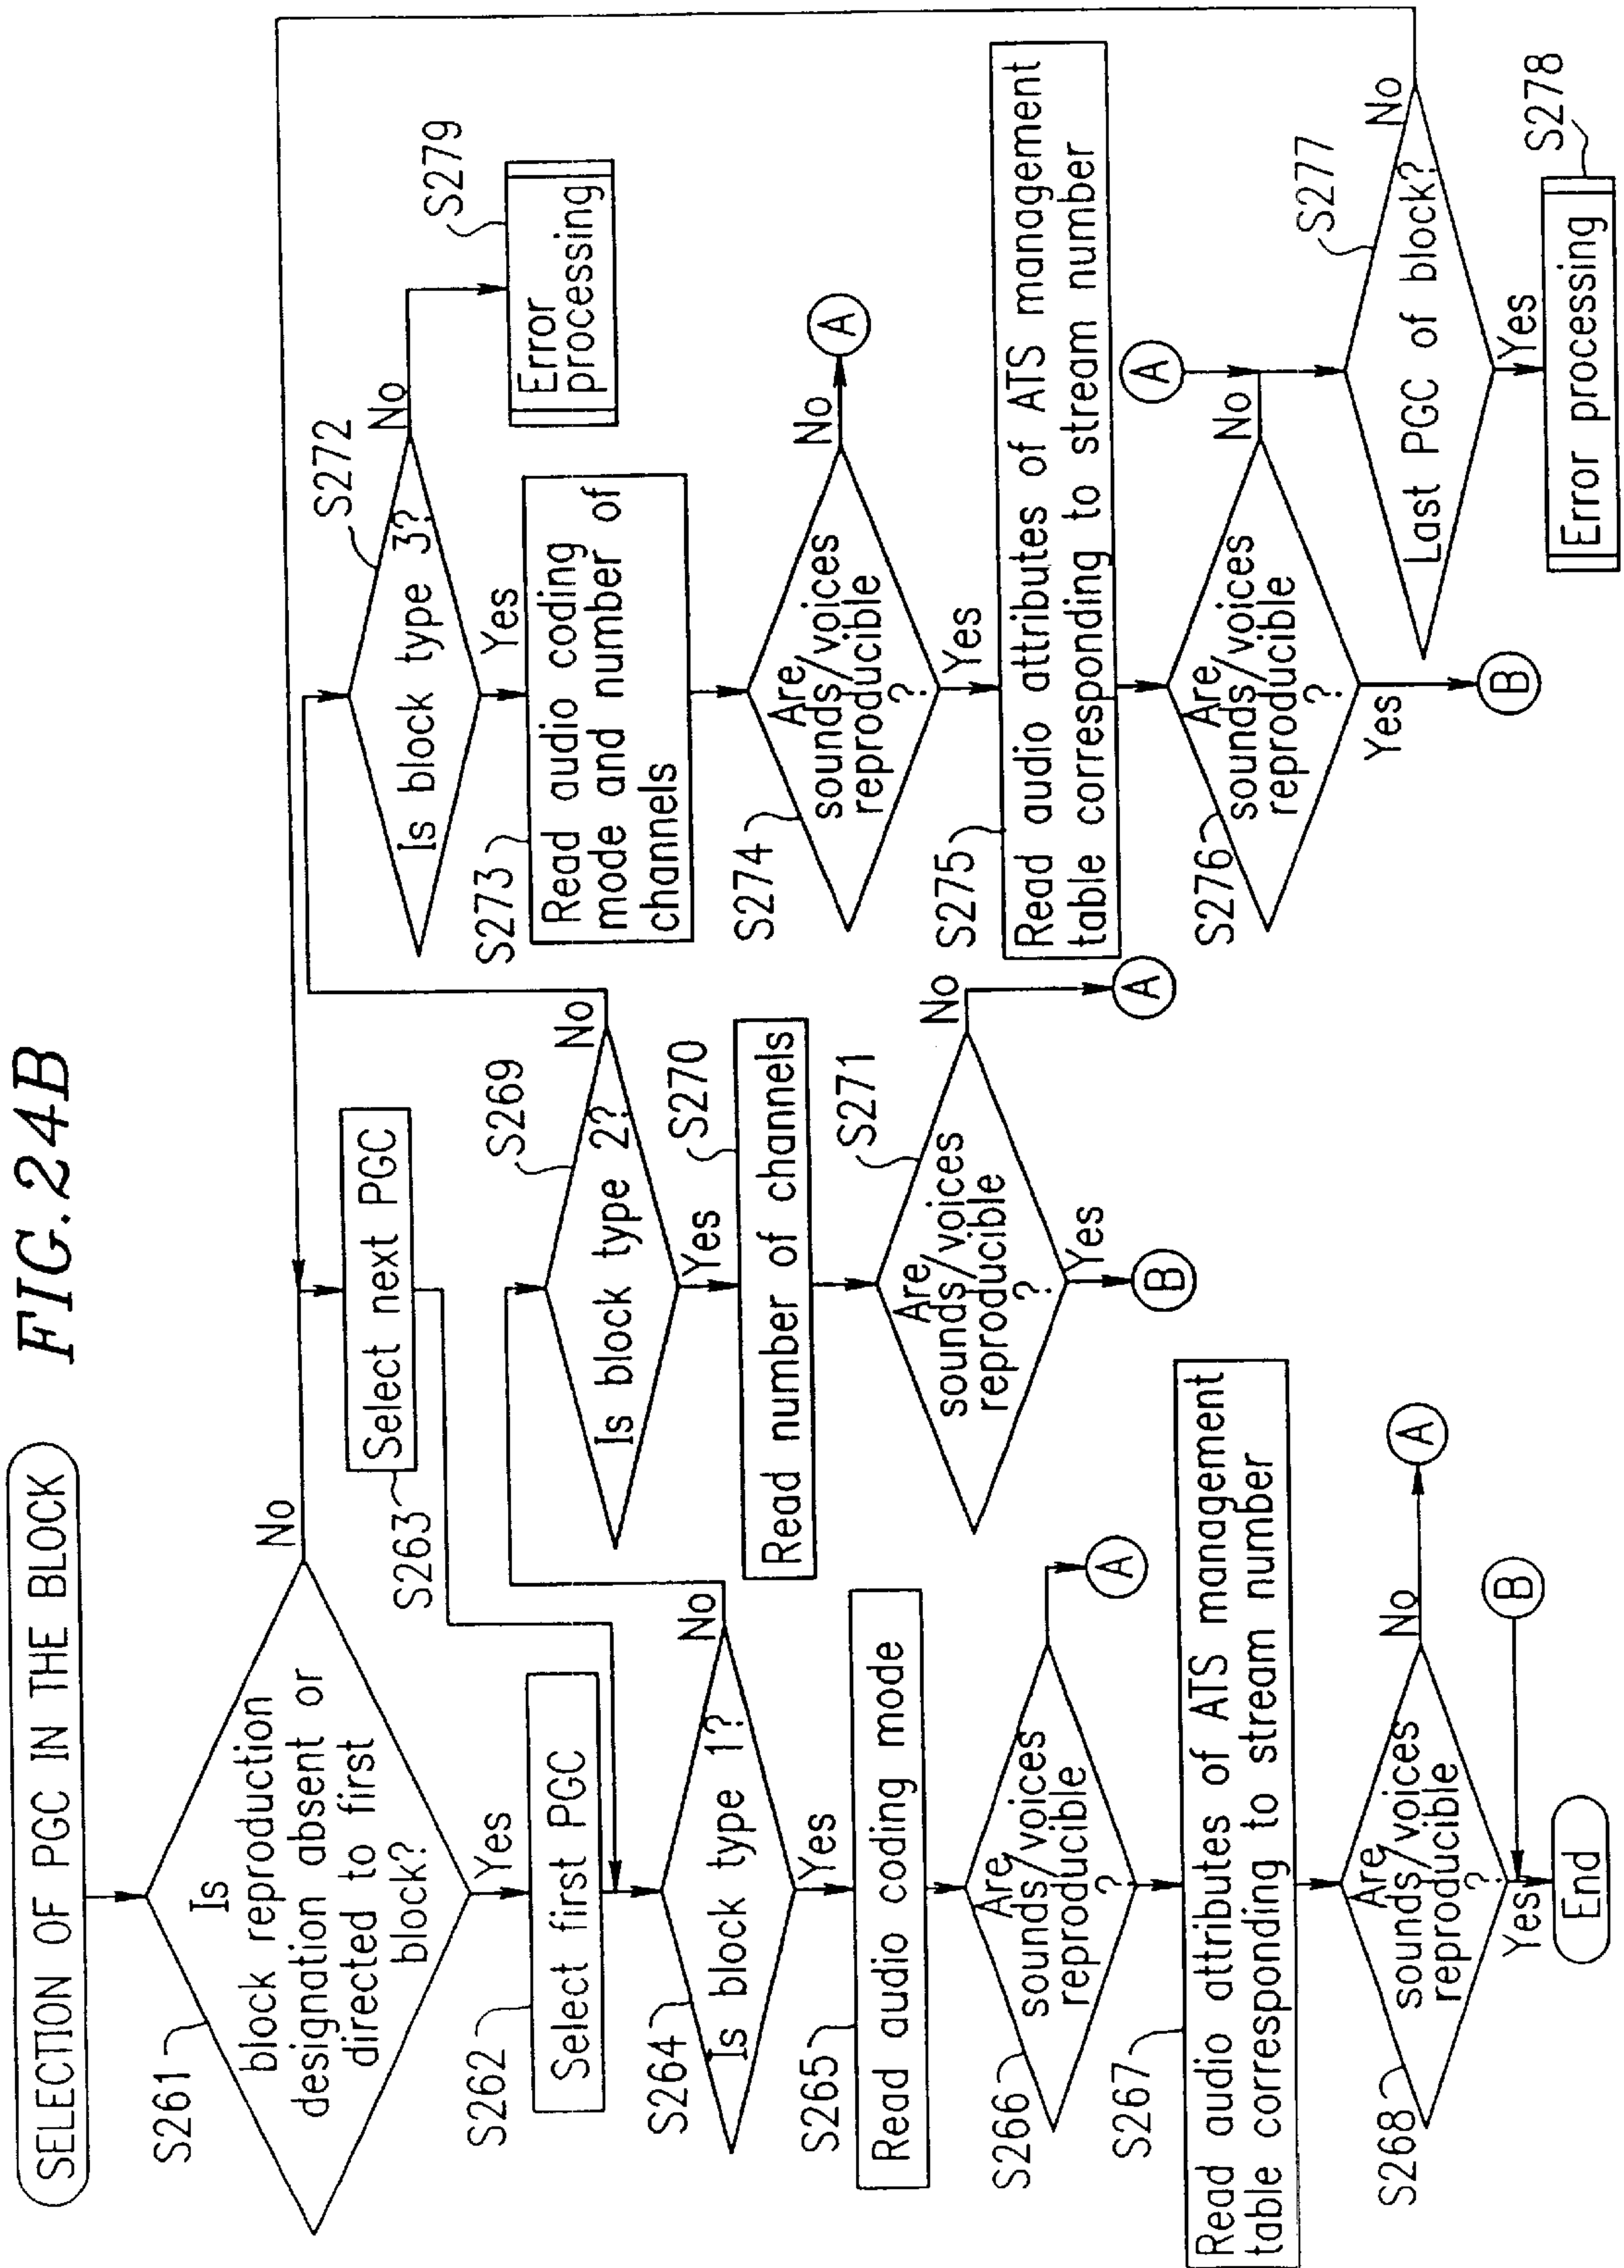 FIG.24B
SELECTION OF PGC IN THE BLOCK
S261
Is
block reproduction
designation absent or
directed to first
block?
No
Yes
S262
Select first PGC
S263
Select next PGC
S264
Is block type 1?
No
Yes
S265
Read audio coding mode
S266
Are
sounds/voices
reproducible
?
A
S267
Read audio attributes of ATS management
table corresponding to stream number
S268
Are
sounds/voices
reproducible
?
No
A
B
Yes
End
S269
Is block type 2?
No
Yes
S270
Read number of channels
S271
Are
sounds/voices
reproducible
?
No
A
Yes
B
S272
Is block type 3?
No
S279
Error
processing
Yes
S273
Read audio coding
mode and number of
channels
S274
Are
sounds/voices
reproducible
?
No
A
Yes
S275
Read audio attributes of ATS management
table corresponding to stream number
S276
Are
sounds/voices
reproducible
?
No
A
Yes
B
S277
Last PGC of block?
No
Yes
S278
Error processing